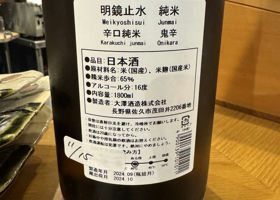 明鏡止水 純米
Meikyoshisui Junmai
辛口純米 鬼辛
Karakuchi junmai Onikara
●品目：日本酒
●原材料：米(国産)、米麹(国産米)
●精米歩合：65%
●アルコール分：16度
●内容量：1800ml
●製造者：大澤酒造株式会社
長野県佐久市茂田井2206番地
11/15
製造年月 2024.09(瓶詰月)
蔵出年月 2024.10